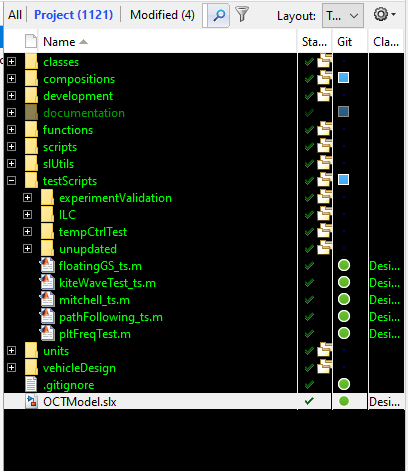 All Project (1121) Modified (4) Layout: T...
Name Sta... Git Cla...
classes
compositions
development
documentation
functions
scripts
slUtils
testScripts
experimentValidation
ILC
tempCtrlTest
unupdated
floatingGS_ts.m Desi...
kiteWaveTest_ts.m Desi...
mitchell_ts.m Desi...
pathFollowing_ts.m Desi...
pltFreqTest.m Desi...
units
vehicleDesign
.gitignore
OCTModel.slx Desi...